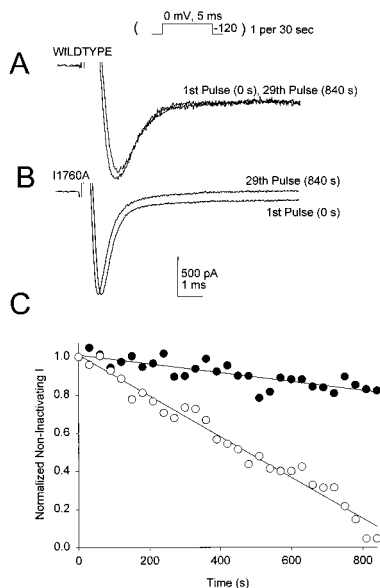 ( 0 mV, 5 ms -120 ) 1 per 30 sec
WILDTYPE
A
1st Pulse (0 s), 29th Pulse (840 s)
B
I1760A
29th Pulse (840 s)
1st Pulse (0 s)
500 pA
1 ms
C
Normalized Non-Inactivating I
1.0
0.8
0.6
0.4
0.2
0.0
0 200 400 600 800
Time (s)